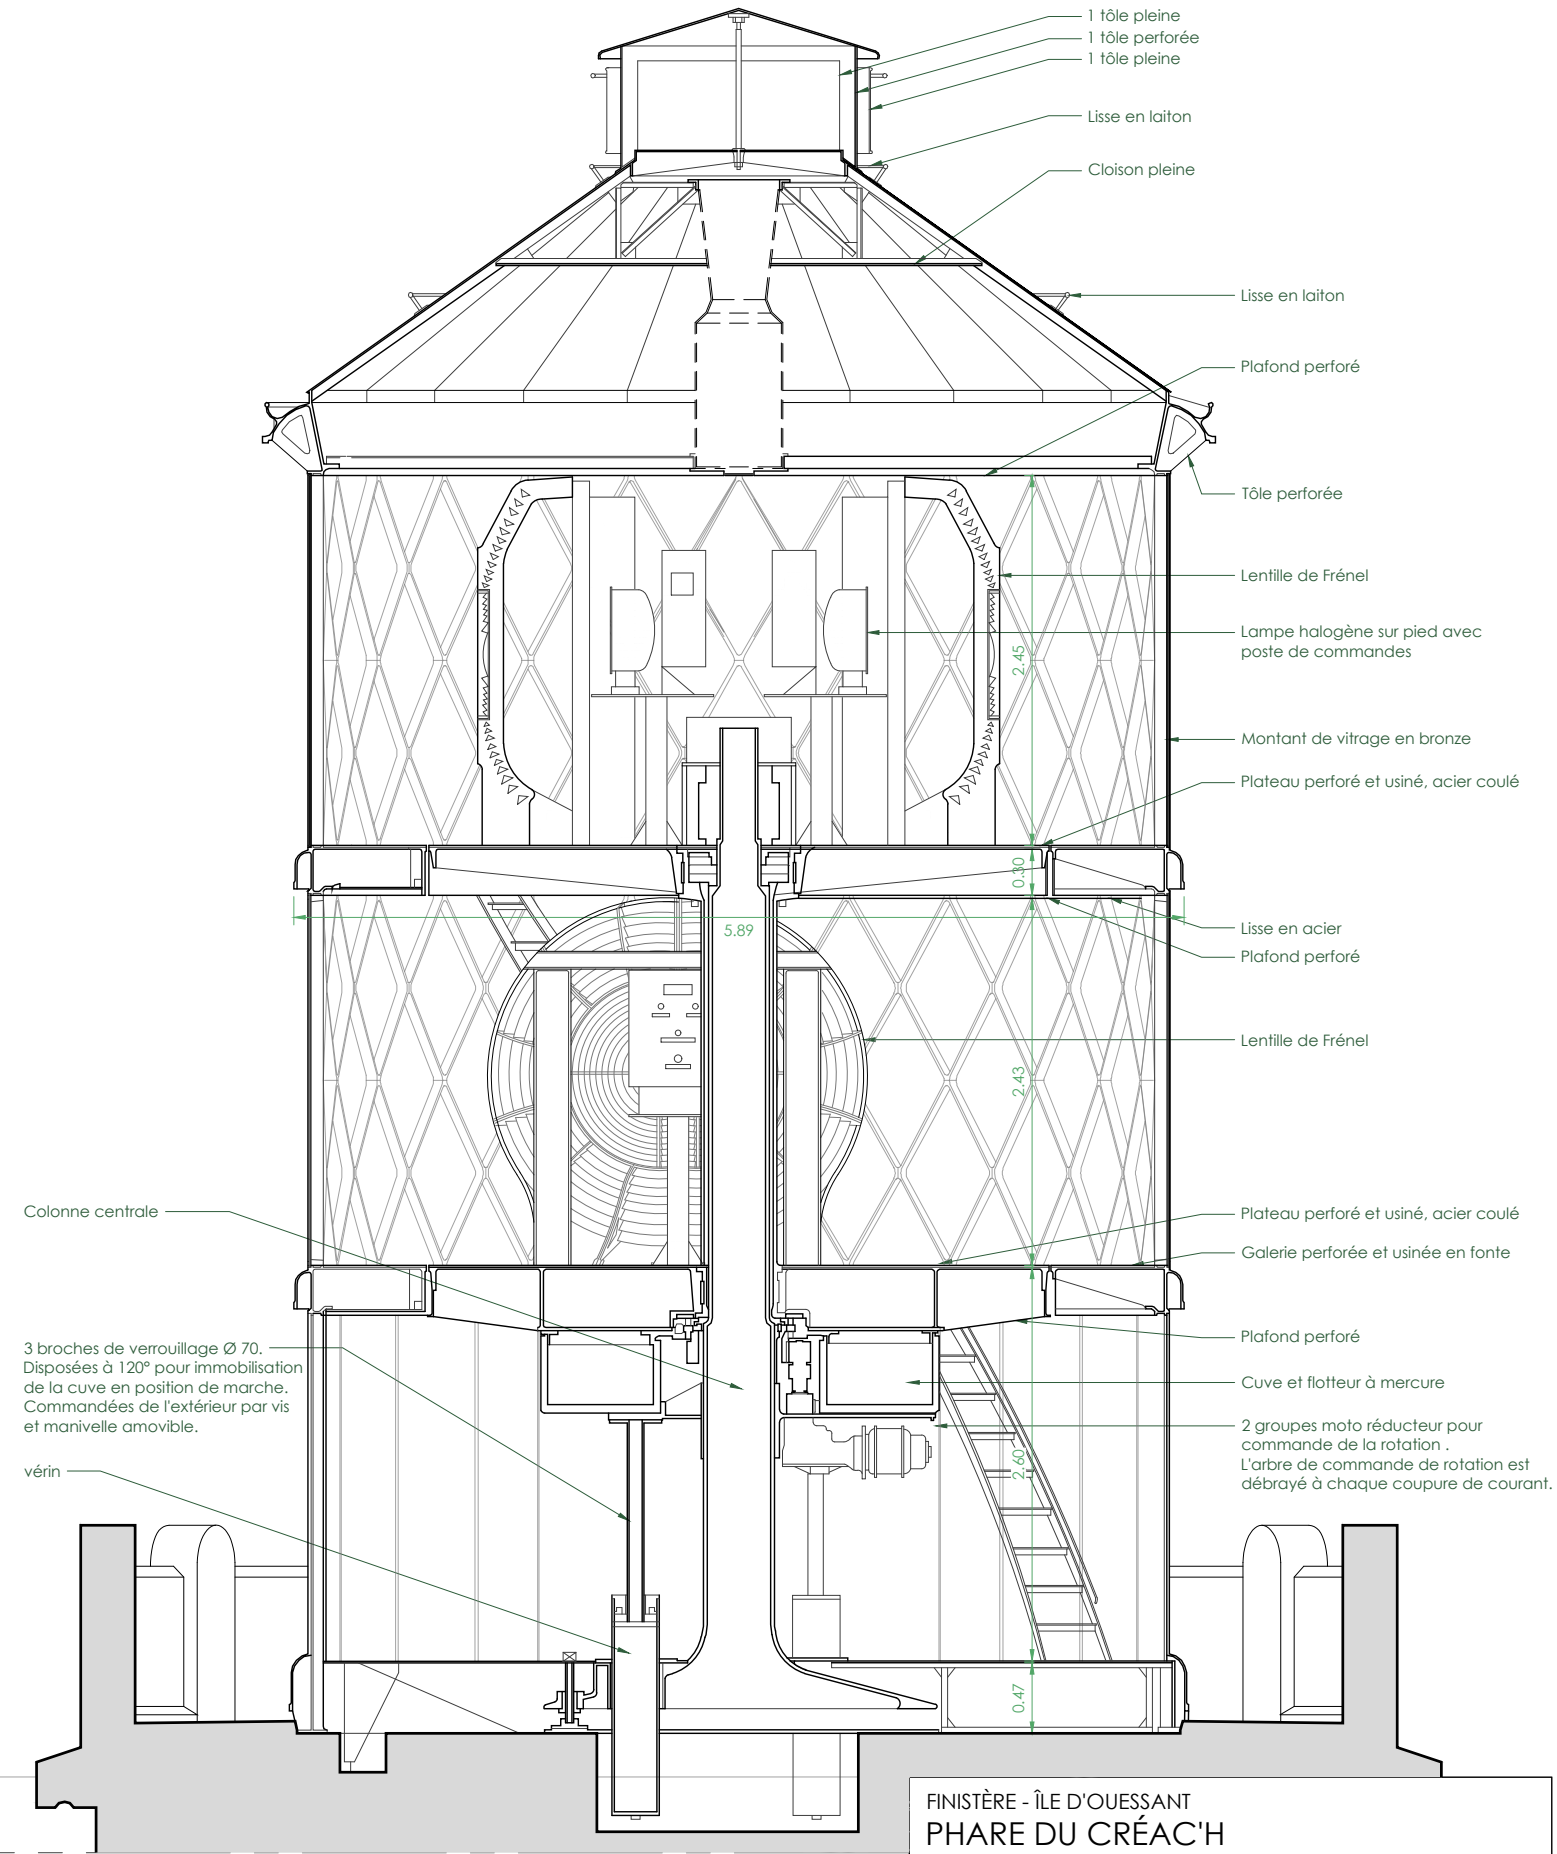 1 tôle pleine
1 tôle perforée
1 tôle pleine
Lisse en laiton
Cloison pleine
Lisse en laiton
Plafond perforé
Tôle perforée
Lentille de Frénel
Lampe halogène sur pied avec
poste de commandes
2.45
Montant de vitrage en bronze
Plateau perforé et usiné, acier coulé
0.30
Lisse en acier
5.89
Plafond perforé
Lentille de Frénel
2.43
Colonne centrale
Plateau perforé et usiné, acier coulé
Galerie perforée et usinée en fonte
Plafond perforé
3 broches de verrouillage Ø 70.
Disposées à 120° pour immobilisation
de la cuve en position de marche.
Commandées de l'extérieur par vis
et manivelle amovible.
Cuve et flotteur à mercure
2 groupes moto réducteur pour
commande de la rotation .
L'arbre de commande de rotation est
débrayé à chaque coupure de courant.
2.60
vérin
0.47
FINISTÈRE - ÎLE D'OUESSANT
PHARE DU CRÉAC'H